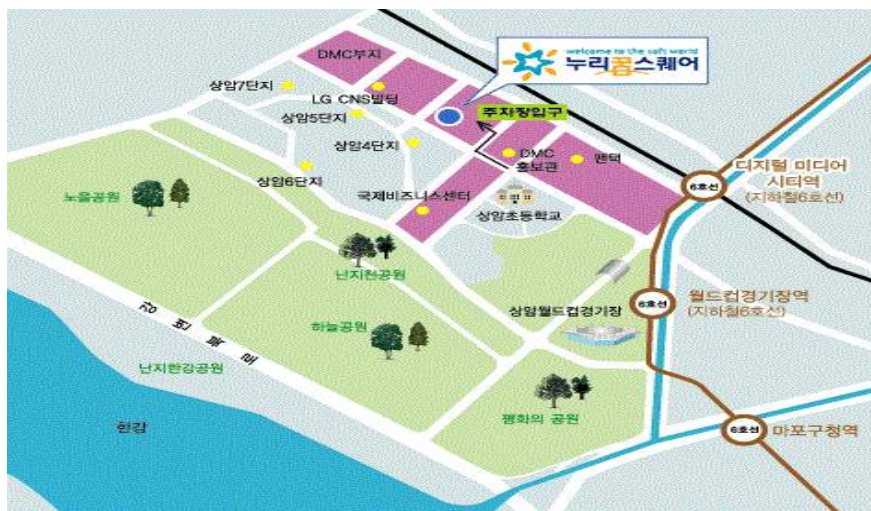 welcome to the soft world
누리꿈스퀘어
DMC부지
상암7단지
LG CNS빌딩
주차장입구
상암5단지
상암4단지
DMC
홍보관
팬택
디지털 미디어
시티역
(지하철6호선)
6호선
상암6단지
노을공원
국제비즈니스센터
상암초등학교
난지천공원
월드컵경기장역
(지하철6호선)
6호선
상암월드컵경기장
강변북로
하늘공원
난지한강공원
평화의 공원
한강
6호선
마포구청역